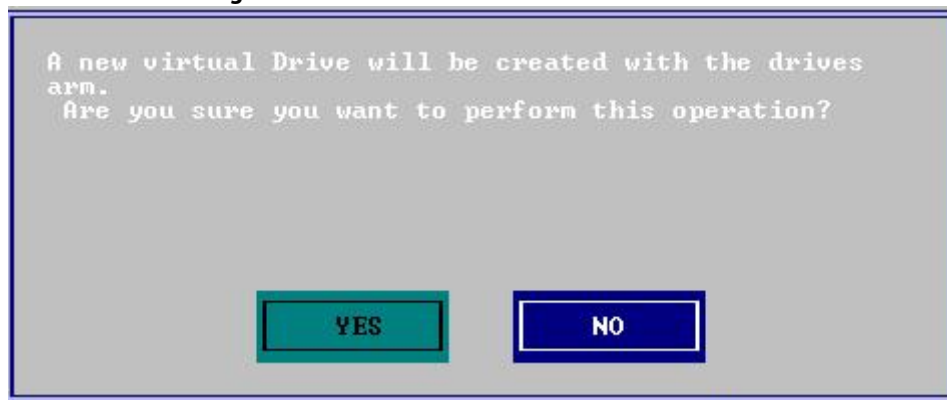 A new virtual Drive will be created with the drives
arm.
Are you sure you want to perform this operation?
YES NO